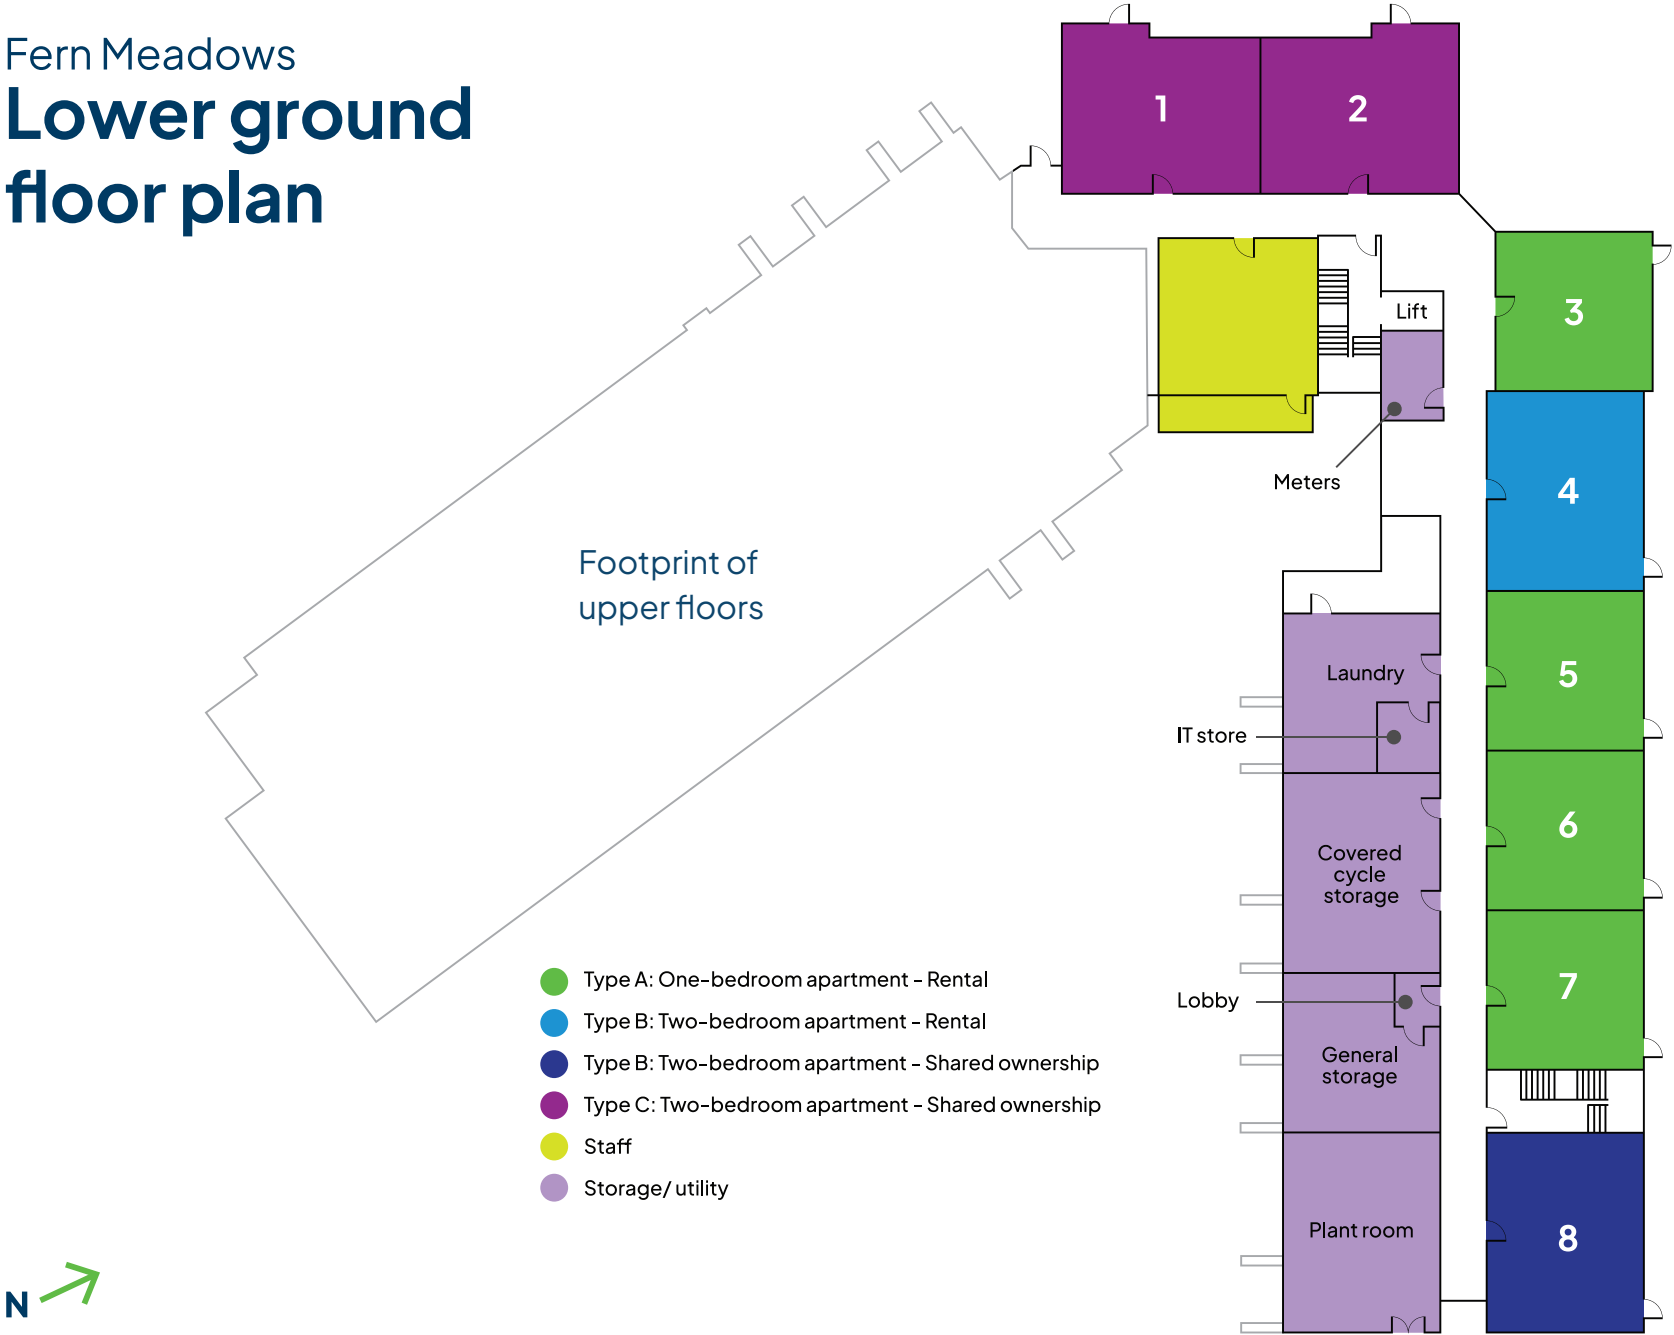 Fern Meadows
Lower ground
floor plan
1
2
3
Lift
4
Meters
Footprint of
upper floors
Laundry
5
IT store
6
Covered
cycle
storage
7
Lobby
General
storage
Type A: One-bedroom apartment - Rental
Type B: Two-bedroom apartment - Rental
Type B: Two-bedroom apartment - Shared ownership
Type C: Two-bedroom apartment - Shared ownership
Staff
Storage/ utility
Plant room
8
N